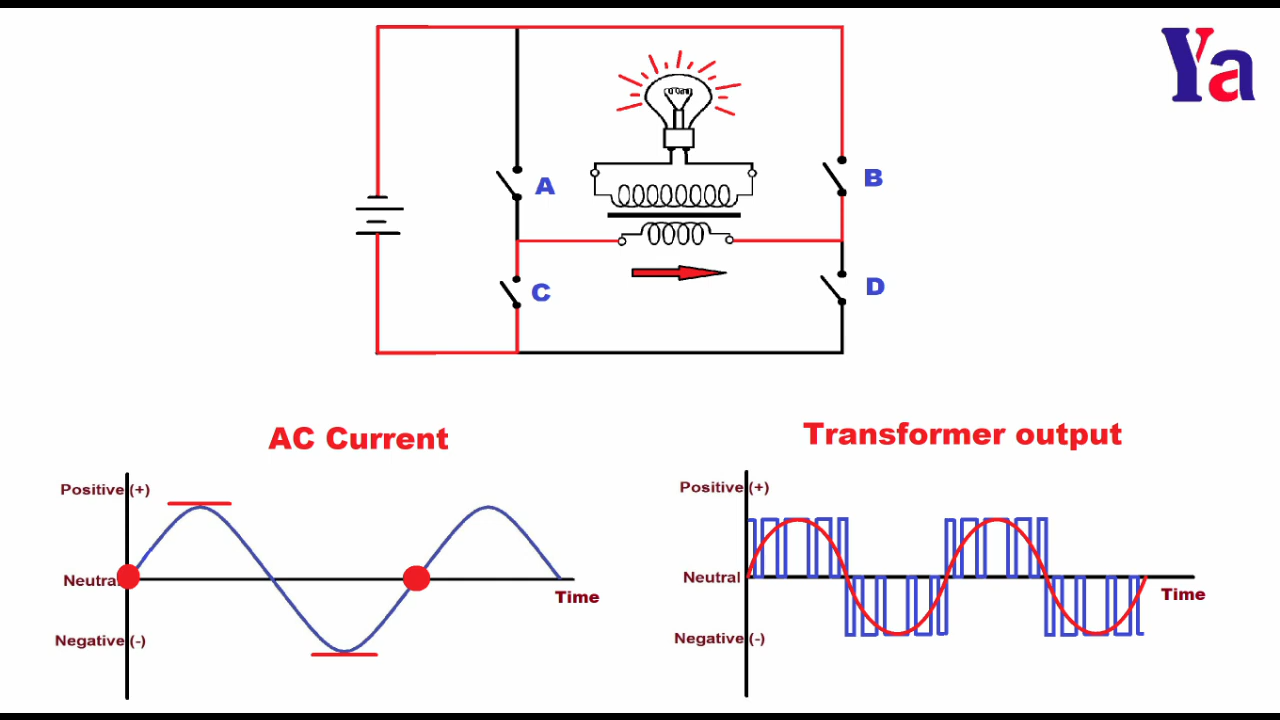 Ya
A
B
C
D
AC Current
Positive (+)
Neutral
Negative (-)
Time
Transformer output
Positive (+)
Neutral
Negative (-)
Time